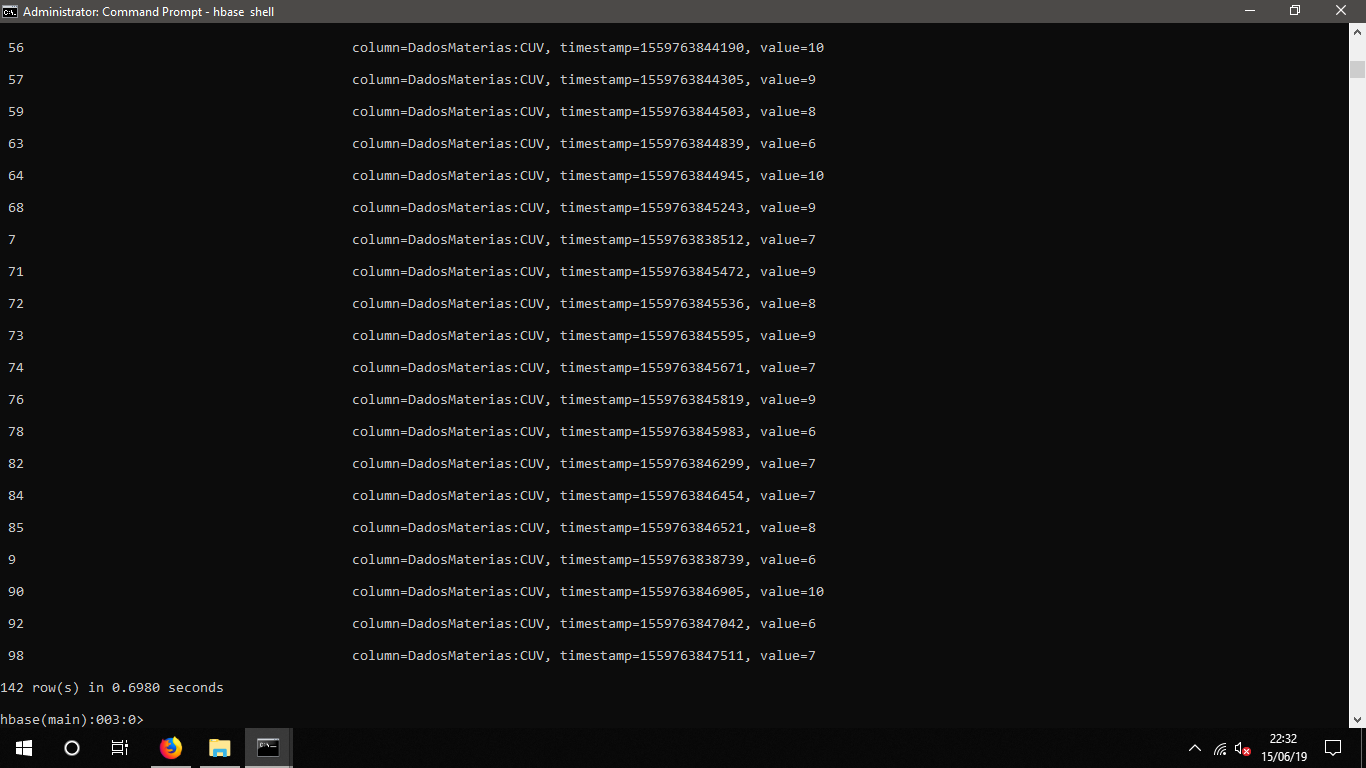 Administrator: Command Prompt - hbase  shell
56 column=DadosMaterias:CUV, timestamp=1559763844190, value=10
57 column=DadosMaterias:CUV, timestamp=1559763844305, value=9
59 column=DadosMaterias:CUV, timestamp=1559763844503, value=8
63 column=DadosMaterias:CUV, timestamp=1559763844839, value=6
64 column=DadosMaterias:CUV, timestamp=1559763844945, value=10
68 column=DadosMaterias:CUV, timestamp=1559763845243, value=9
7 column=DadosMaterias:CUV, timestamp=1559763838512, value=7
71 column=DadosMaterias:CUV, timestamp=1559763845472, value=9
72 column=DadosMaterias:CUV, timestamp=1559763845536, value=8
73 column=DadosMaterias:CUV, timestamp=1559763845595, value=9
74 column=DadosMaterias:CUV, timestamp=1559763845671, value=7
76 column=DadosMaterias:CUV, timestamp=1559763845819, value=9
78 column=DadosMaterias:CUV, timestamp=1559763845983, value=6
82 column=DadosMaterias:CUV, timestamp=1559763846299, value=7
84 column=DadosMaterias:CUV, timestamp=1559763846454, value=7
85 column=DadosMaterias:CUV, timestamp=1559763846521, value=8
9 column=DadosMaterias:CUV, timestamp=1559763838739, value=6
90 column=DadosMaterias:CUV, timestamp=1559763846905, value=10
92 column=DadosMaterias:CUV, timestamp=1559763847042, value=6
98 column=DadosMaterias:CUV, timestamp=1559763847511, value=7
142 row(s) in 0.6980 seconds
hbase(main):003:0>
22:32
15/06/19